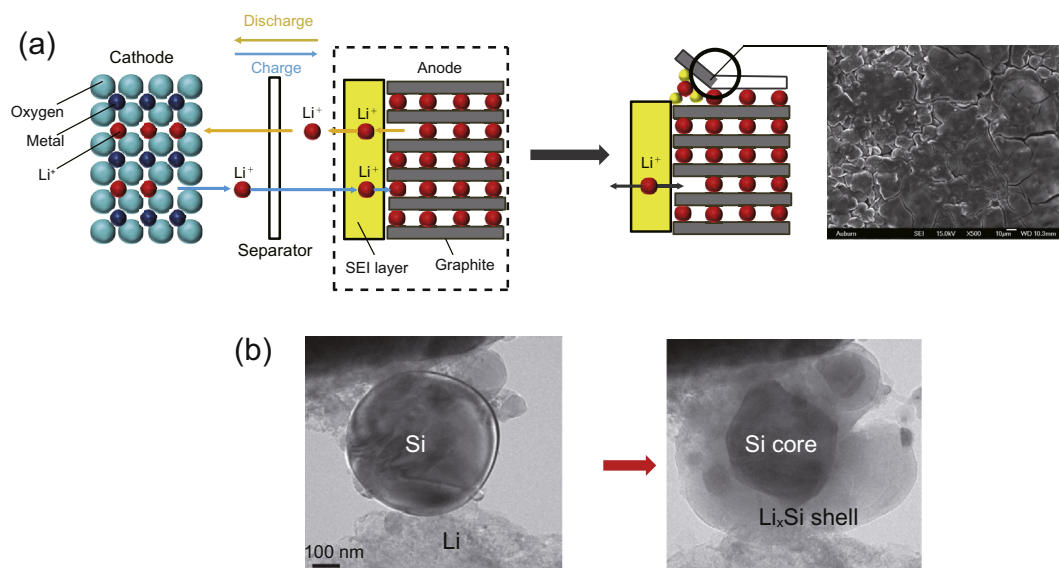 (a)
Discharge
Charge
Cathode
Oxygen
Metal
Li⁺
Li⁺
Li⁺
Separator
Anode
Li⁺
Li⁺
SEI layer
Graphite
Li⁺
Auburn SEI 15.0kV X500 10μm WD 10.3mm
(b)
Si
Li
100 nm
Si core
LiₓSi shell